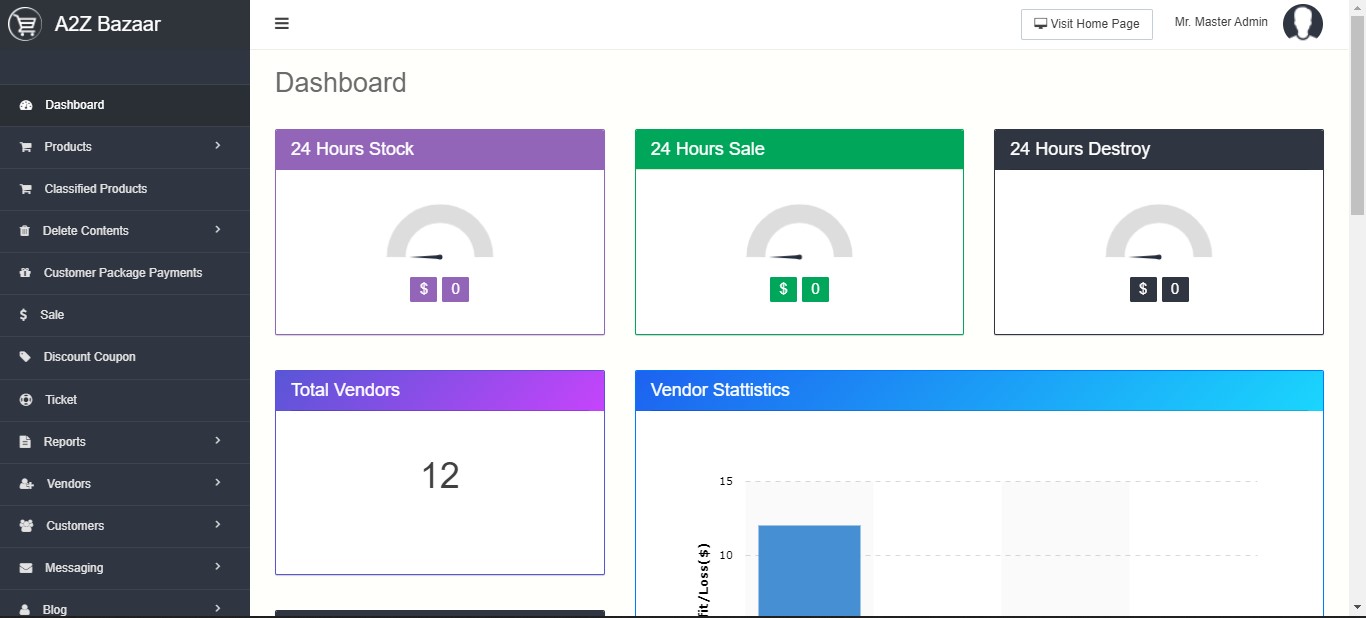 A2Z Bazaar
Visit Home Page
Mr. Master Admin
Dashboard
Products
Classified Products
Delete Contents
Customer Package Payments
$ Sale
Discount Coupon
Ticket
Reports
Vendors
Customers
Messaging
Blog
Dashboard
24 Hours Stock
$ 0
24 Hours Sale
$ 0
24 Hours Destroy
$ 0
Total Vendors
12
Vendor Stattistics
15
10
fit/Loss($)